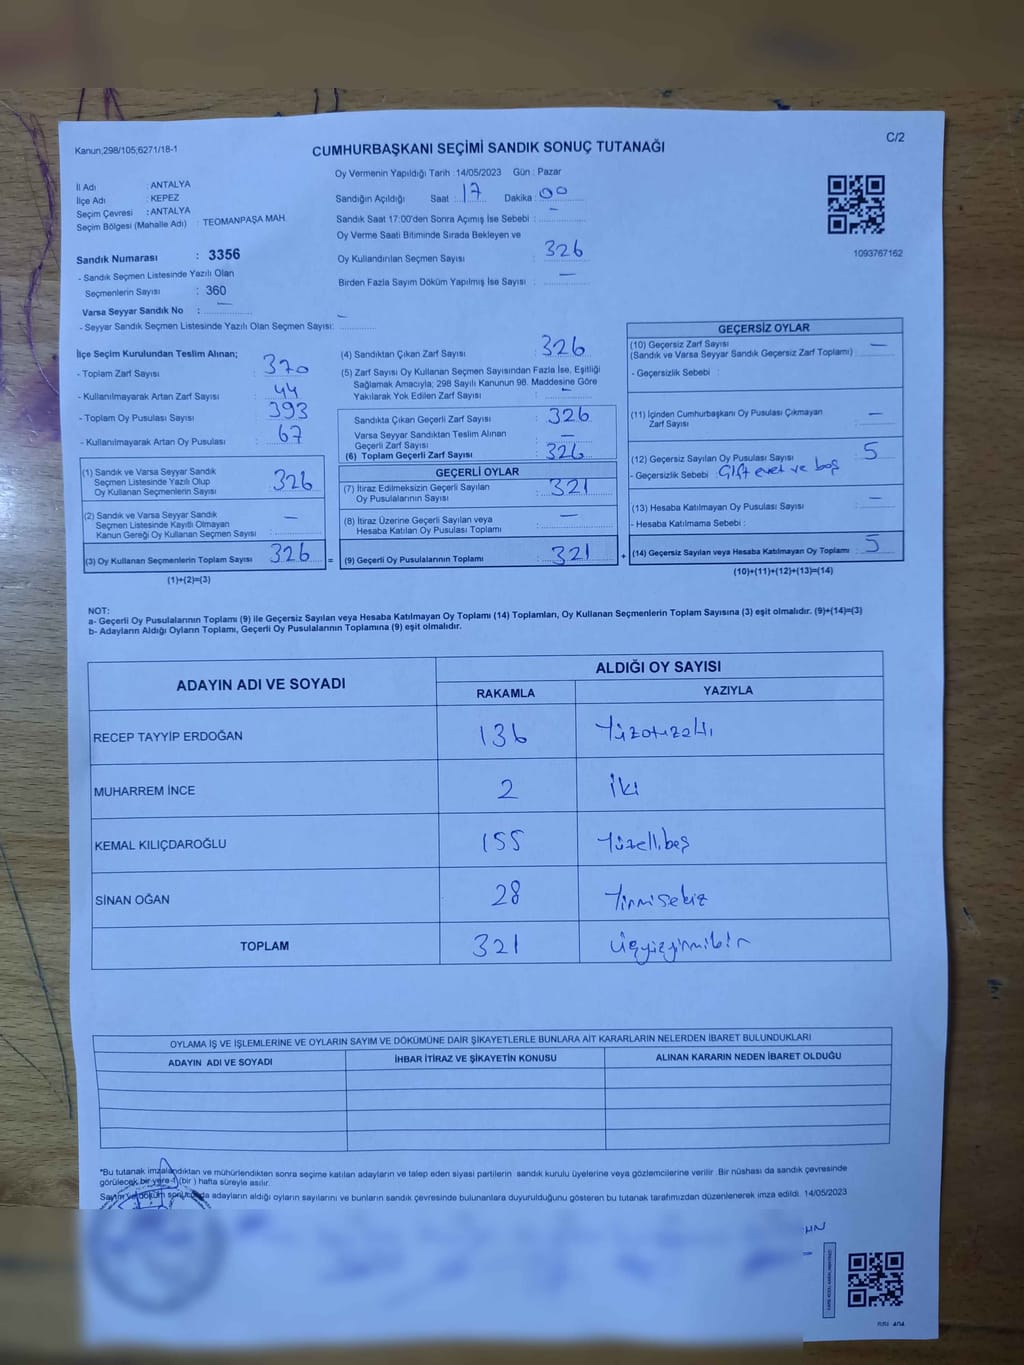 Kanun;298/105;6271/18-1
C/2
CUMHURBAŞKANI SEÇİMİ SANDIK SONUÇ TUTANAĞI
İl Adı : ANTALYA
İlçe Adı : KEPEZ
Seçim Çevresi : ANTALYA
Seçim Bölgesi (Mahalle Adı) : TEOMANPAŞA MAH.
Sandık Numarası : 3356
- Sandık Seçmen Listesinde Yazılı Olan
Seçmenlerin Sayısı : 360
Varsa Seyyar Sandık No : —
- Seyyar Sandık Seçmen Listesinde Yazılı Olan Seçmen Sayısı: —
Oy Vermenin Yapıldığı Tarih : 14/05/2023 Gün : Pazar
Sandığın Açıldığı Saat : 17 Dakika : 00
Sandık Saat 17:00'den Sonra Açımış İse Sebebi : —
Oy Verme Saati Bitiminde Sırada Bekleyen ve
Oy Kullandırılan Seçmen Sayısı : 326
Birden Fazla Sayım Döküm Yapılmış İse Sayısı : —
1093767162
İlçe Seçim Kurulundan Teslim Alınan;
- Toplam Zarf Sayısı : 370
- Kullanılmayarak Artan Zarf Sayısı : 44
- Toplam Oy Pusulası Sayısı : 393
- Kullanılmayarak Artan Oy Pusulası : 67
(1) Sandık ve Varsa Seyyar Sandık
Seçmen Listesinde Yazılı Olup
Oy Kullanan Seçmenlerin Sayısı : 326
(2) Sandık ve Varsa Seyyar Sandık
Seçmen Listesinde Kayıtlı Olmayan
Kanun Gereği Oy Kullanan Seçmen Sayısı : —
(3) Oy Kullanan Seçmenlerin Toplam Sayısı : 326 =
(1)+(2)=(3)
(4) Sandıktan Çıkan Zarf Sayısı : 326
(5) Zarf Sayısı Oy Kullanan Seçmen Sayısından Fazla İse, Eşitliği
Sağlamak Amacıyla; 298 Sayılı Kanunun 98. Maddesine Göre
Yakılarak Yok Edilen Zarf Sayısı : —
Sandıkta Çıkan Geçerli Zarf Sayısı : 326
Varsa Seyyar Sandıktan Teslim Alınan
Geçerli Zarf Sayısı : —
(6) Toplam Geçerli Zarf Sayısı : 326
GEÇERLİ OYLAR
(7) İtiraz Edilmeksizin Geçerli Sayılan
Oy Pusulalarının Sayısı : 321
(8) İtiraz Üzerine Geçerli Sayılan veya
Hesaba Katılan Oy Pusulası Toplamı : —
(9) Geçerli Oy Pusulalarının Toplamı : 321 +
GEÇERSİZ OYLAR
(10) Geçersiz Zarf Sayısı —
(Sandık ve Varsa Seyyar Sandık Geçersiz Zarf Toplamı) :
- Geçersizlik Sebebi :
(11) İçinden Cumhurbaşkanı Oy Pusulası Çıkmayan
Zarf Sayısı : —
(12) Geçersiz Sayılan Oy Pusulası Sayısı : 5
- Geçersizlik Sebebi : Çift evet ve boş
(13) Hesaba Katılmayan Oy Pusulası Sayısı : —
- Hesaba Katılmama Sebebi :
(14) Geçersiz Sayılan veya Hesaba Katılmayan Oy Toplamı : 5
(10)+(11)+(12)+(13)=(14)
NOT:
a- Geçerli Oy Pusulalarının Toplamı (9) ile Geçersiz Sayılan veya Hesaba Katılmayan Oy Toplamı (14) Toplamları, Oy Kullanan Seçmenlerin Toplam Sayısına (3) eşit olmalıdır. (9)+(14)=(3)
b- Adayların Aldığı Oyların Toplamı, Geçerli Oy Pusulalarının Toplamına (9) eşit olmalıdır.
ADAYIN ADI VE SOYADI
ALDIĞI OY SAYISI
RAKAMLA YAZIYLA
RECEP TAYYİP ERDOĞAN 136 Yüzotuzaltı
MUHARREM İNCE 2 İki
KEMAL KILIÇDAROĞLU 155 Yüzellibeş
SİNAN OĞAN 28 Yirmisekiz
TOPLAM 321 Üçyüzyirmibir
OYLAMA İŞ VE İŞLEMLERİNE VE OYLARIN SAYIM VE DÖKÜMÜNE DAİR ŞİKAYETLERLE BUNLARA AİT KARARLARIN NELERDEN İBARET BULUNDUKLARI
ADAYIN ADI VE SOYADI İHBAR İTİRAZ VE ŞİKAYETİN KONUSU ALINAN KARARIN NEDEN İBARET OLDUĞU
*Bu tutanak imzalandıktan ve mühürlendikten sonra seçime katılan adayların ve talep eden siyasi partilerin sandık kurulu üyelerine veya gözlemcilerine verilir. Bir nüshası da sandık çevresinde
görülecek bir yere 1 (bir) hafta süreyle asılır.
Sayım ve döküm sonucunda adayların aldığı oyların sayılarını ve bunların sandık çevresinde bulunanlara duyurulduğunu gösteren bu tutanak tarafımızdan düzenlenerek imza edildi. 14/05/2023